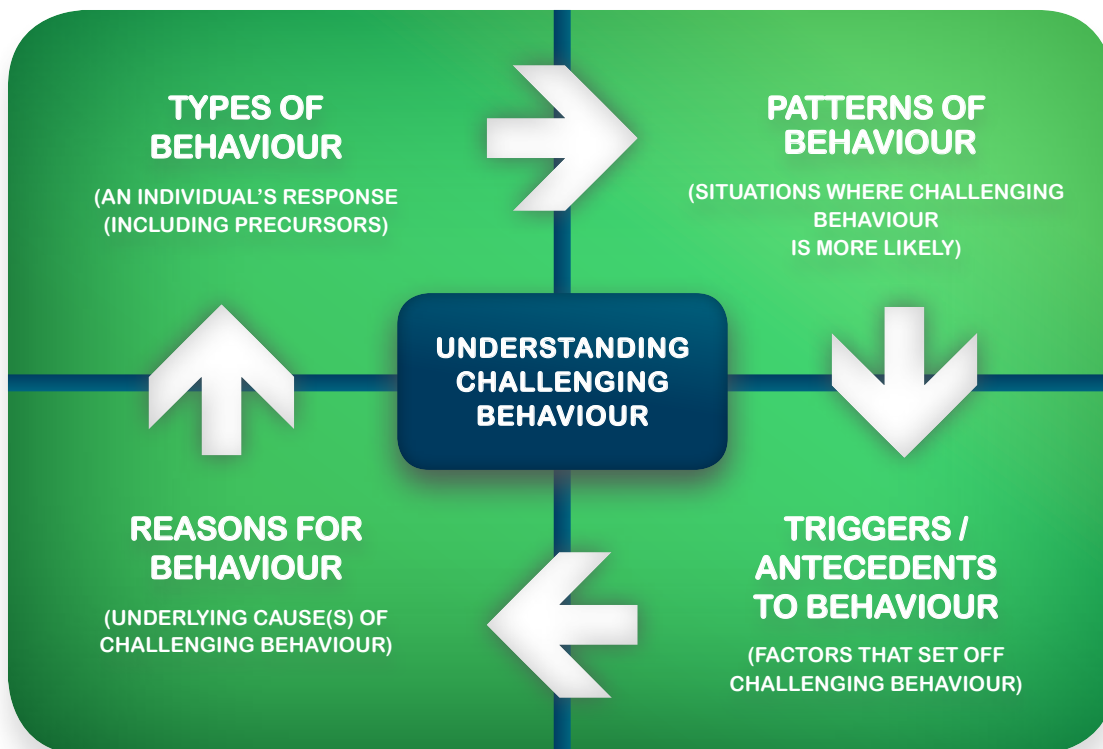 TYPES OF
BEHAVIOUR
(AN INDIVIDUAL’S RESPONSE
(INCLUDING PRECURSORS)
PATTERNS OF
BEHAVIOUR
(SITUATIONS WHERE CHALLENGING
BEHAVIOUR
IS MORE LIKELY)
UNDERSTANDING
CHALLENGING
BEHAVIOUR
REASONS FOR
BEHAVIOUR
(UNDERLYING CAUSE(S) OF
CHALLENGING BEHAVIOUR)
TRIGGERS /
ANTECEDENTS
TO BEHAVIOUR
(FACTORS THAT SET OFF
CHALLENGING BEHAVIOUR)